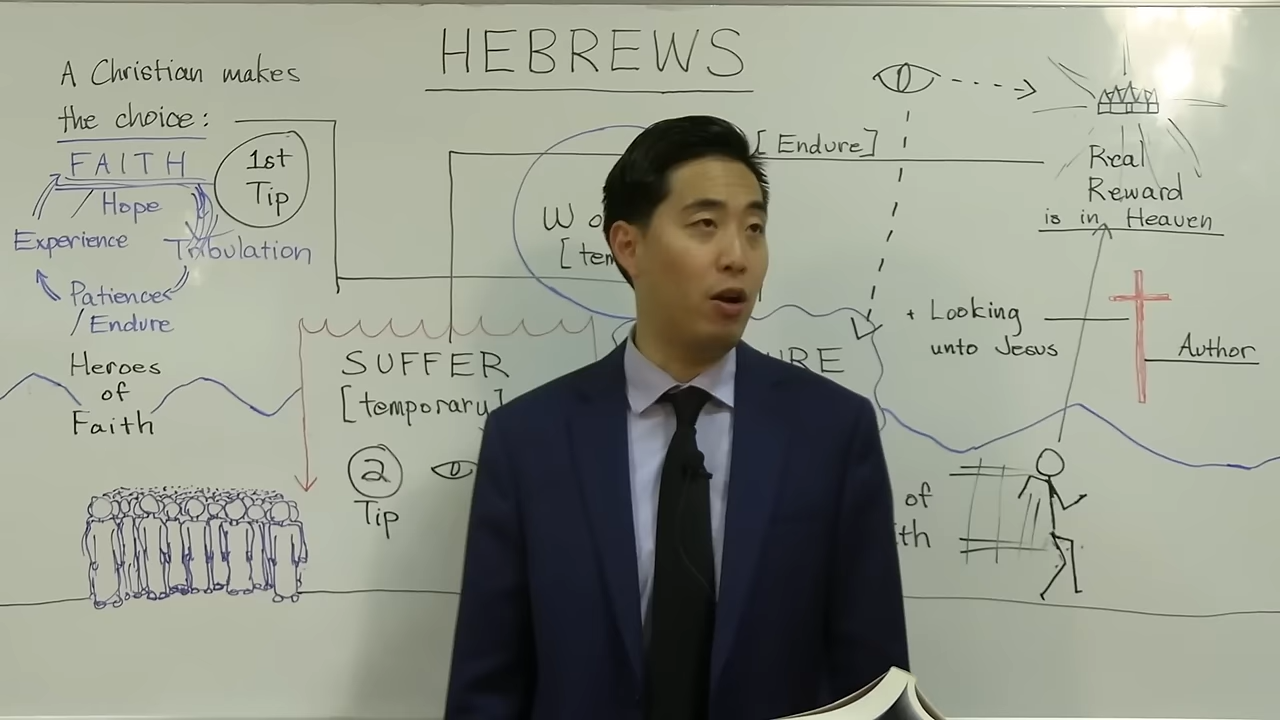 HEBREWS
A Christian makes
the choice:
FAITH
/ Hope
Experience
Tribulation
Patience
/ Endure
1st
Tip
Heroes
of
Faith
[Endure]
SUFFER
[temporary]
2
Tip
Real
Reward
is in Heaven
+ Looking
unto Jesus
Author
of